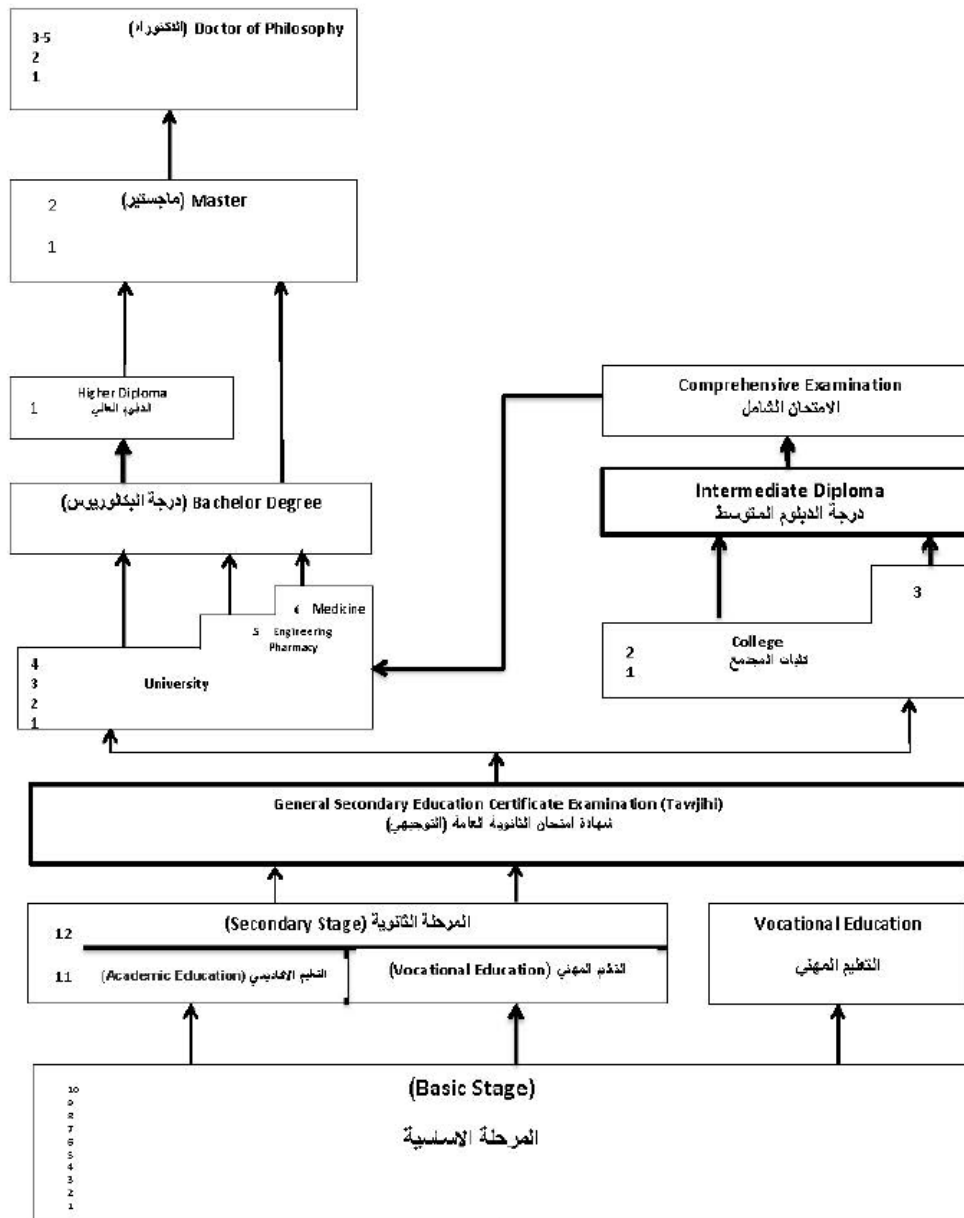 3-5 (الدكتوراه) Doctor of Philosophy
2
1
2 (ماجستير) Master
1
Higher Diploma
1 الدبلوم العالي
Comprehensive Examination
الامتحان الشامل
(درجة البكالوريوس) Bachelor Degree
Intermediate Diploma
درجة الدبلوم المتوسط
6 Medicine
5 Engineering
Pharmacy
4
3 University
2
1
3
College
2 كليات المجتمع
1
General Secondary Education Certificate Examination (Tawjihi)
شهادة امتحان الثانوية العامة (التوجيهي)
12 (Secondary Stage) المرحلة الثانوية
11 (Academic Education) التعليم الاكاديمي
(Vocational Education) التعليم المهني
Vocational Education
التعليم المهني
(Basic Stage)
المرحلة الاساسية
10
9
8
7
6
5
4
3
2
1